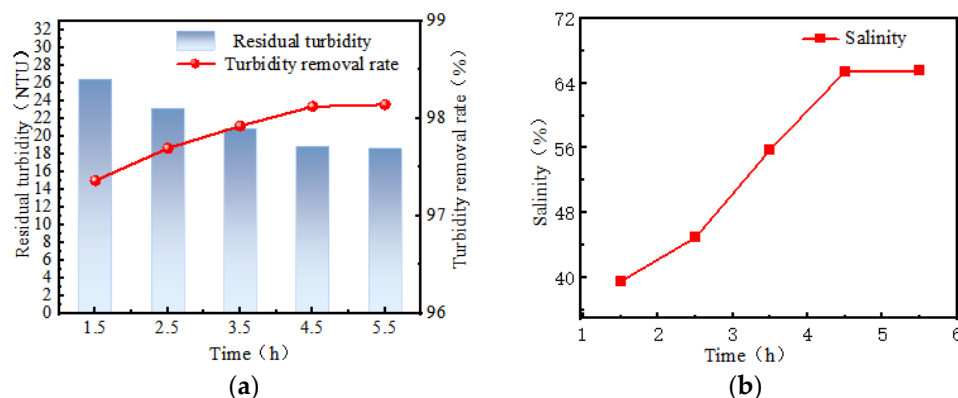 Residual turbidity
Turbidity removal rate
Residual turbidity (NTU)
32
30
28
26
24
22
20
18
16
14
12
10
8
6
4
2
0
99
98
97
96
Turbidity removal rate (%)
1.5 2.5 3.5 4.5 5.5
Time (h)
(a)
Salinity
Salinity (%)
72
64
56
48
40
1 2 3 4 5 6
Time (h)
(b)